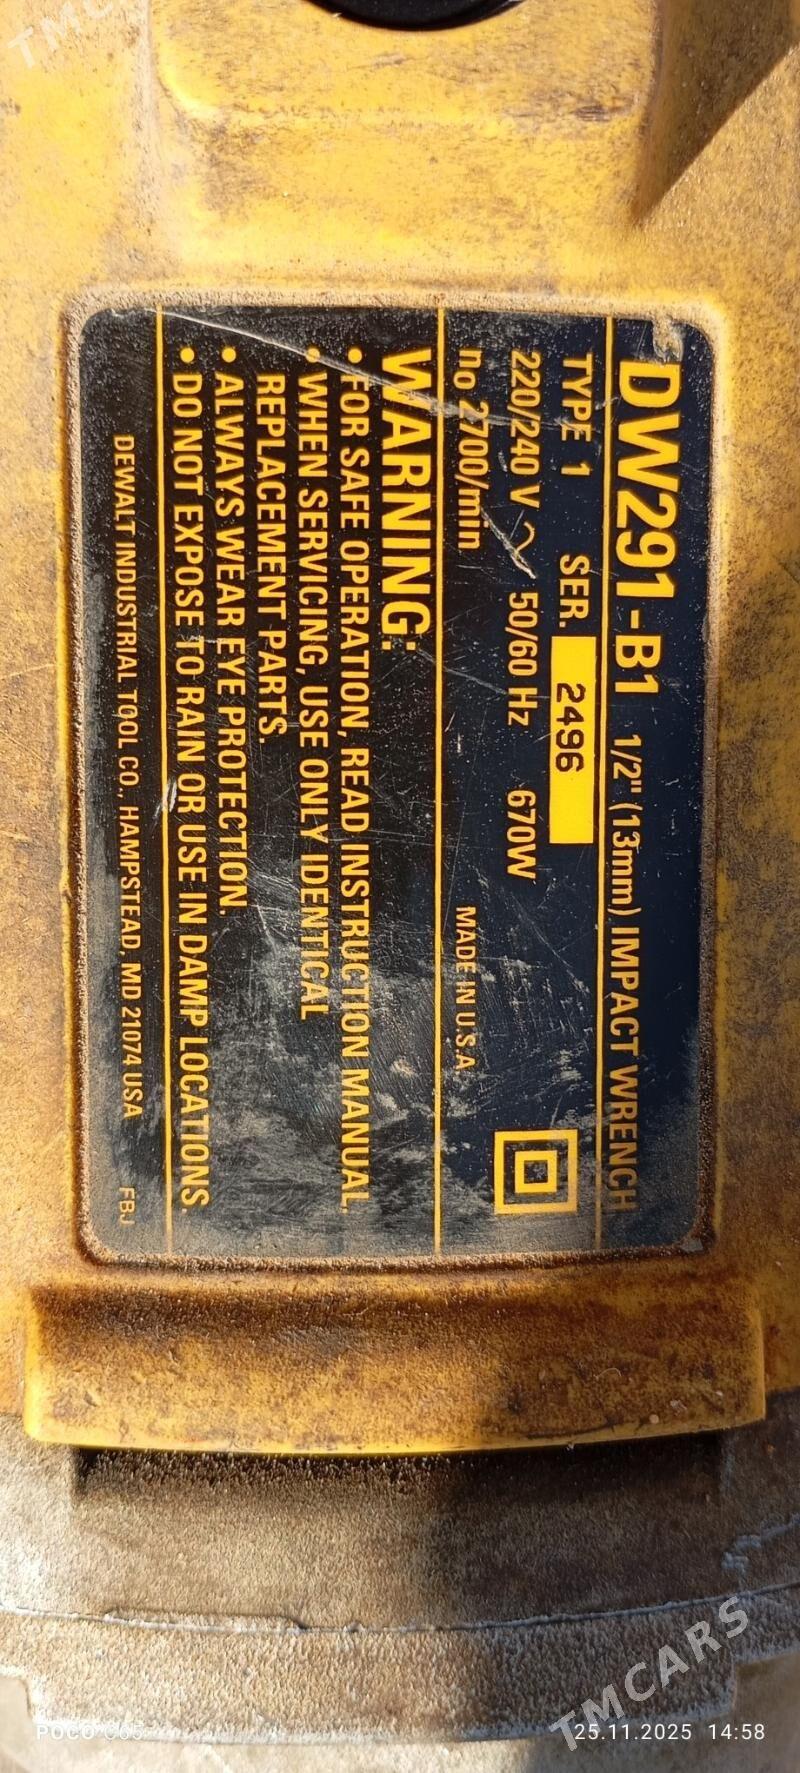 DW291-B1 1/2" (13mm) IMPACT WRENCH
TYPE 1 SER. 2496
220/240 V ~ 50/60 Hz 670W
no 2700/min MADE IN U.S.A
WARNING:
• FOR SAFE OPERATION, READ INSTRUCTION MANUAL.
• WHEN SERVICING, USE ONLY IDENTICAL
REPLACEMENT PARTS
• ALWAYS WEAR EYE PROTECTION.
• DO NOT EXPOSE TO RAIN OR USE IN DAMP LOCATIONS.
DEWALT INDUSTRIAL TOOL CO., HAMPSTEAD, MD 21074 USA FBJ
TMCARS
TMCARS
POCO C65
25.11.2025 14:58